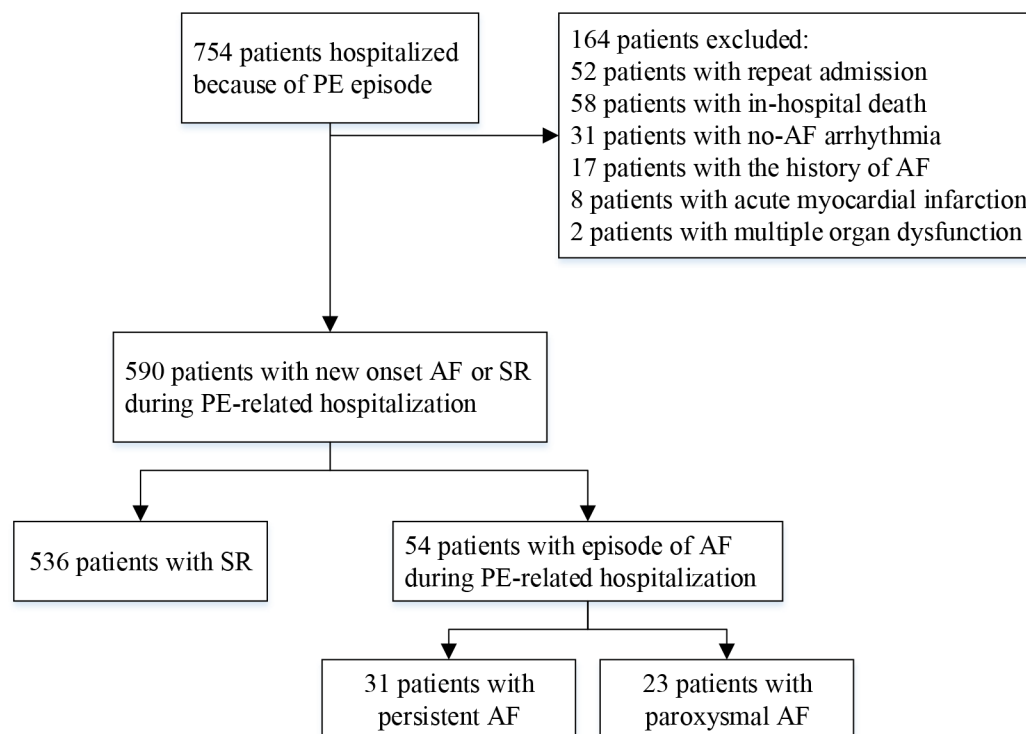 754 patients hospitalized
because of PE episode
164 patients excluded:
52 patients with repeat admission
58 patients with in-hospital death
31 patients with no-AF arrhythmia
17 patients with the history of AF
8 patients with acute myocardial infarction
2 patients with multiple organ dysfunction
590 patients with new onset AF or SR
during PE-related hospitalization
536 patients with SR
54 patients with episode of AF
during PE-related hospitalization
31 patients with
persistent AF
23 patients with
paroxysmal AF